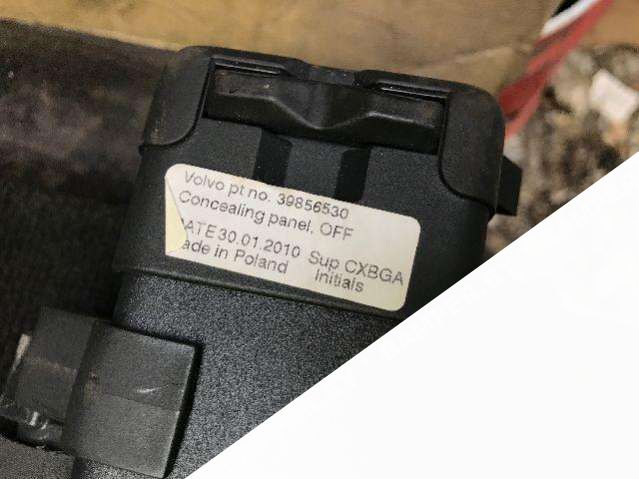 Volvo pt no. 39856530
Concealing panel, OFF
ATE 30.01.2010 Sup CXBGA
ade in Poland Initials